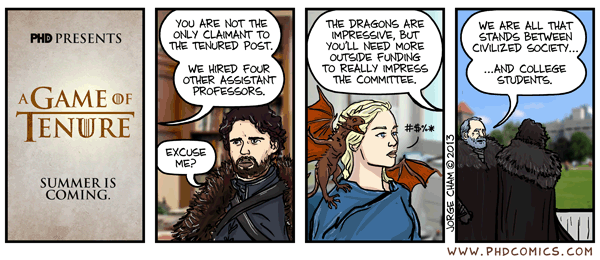 PHD PRESENTS
A GAME OF
TENURE
SUMMER IS
COMING.
YOU ARE NOT THE
ONLY CLAIMANT TO
THE TENURED POST.
WE HIRED FOUR
OTHER ASSISTANT
PROFESSORS.
EXCUSE
ME?
THE DRAGONS ARE
IMPRESSIVE, BUT
YOU'LL NEED MORE
OUTSIDE FUNDING
TO REALLY IMPRESS
THE COMMITTEE.
#$%*
JORGE CHAM © 2013
WE ARE ALL THAT
STANDS BETWEEN
CIVILIZED SOCIETY...
...AND COLLEGE
STUDENTS.
WWW.PHDCOMICS.COM